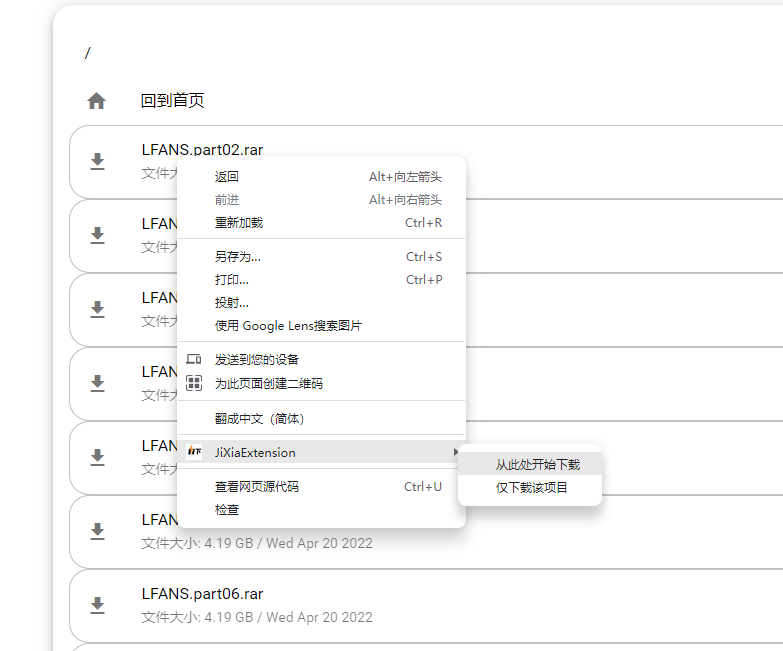 /
回到首页
LFANS.part02.rar
文件大
LFAN
文件大
LFAN
文件大
LFAN
文件大
LFAN
文件大
LFAN
文件大小: 4.19 GB / Wed Apr 20 2022
LFANS.part06.rar
文件大小: 4.19 GB / Wed Apr 20 2022
返回 Alt+向左箭头
前进 Alt+向右箭头
重新加载 Ctrl+R
另存为... Ctrl+S
打印... Ctrl+P
投射...
使用 Google Lens搜索图片
发送到您的设备
为此页面创建二维码
翻成中文（简体）
JiXiaExtension
查看网页源代码 Ctrl+U
检查
从此处开始下载
仅下载该项目